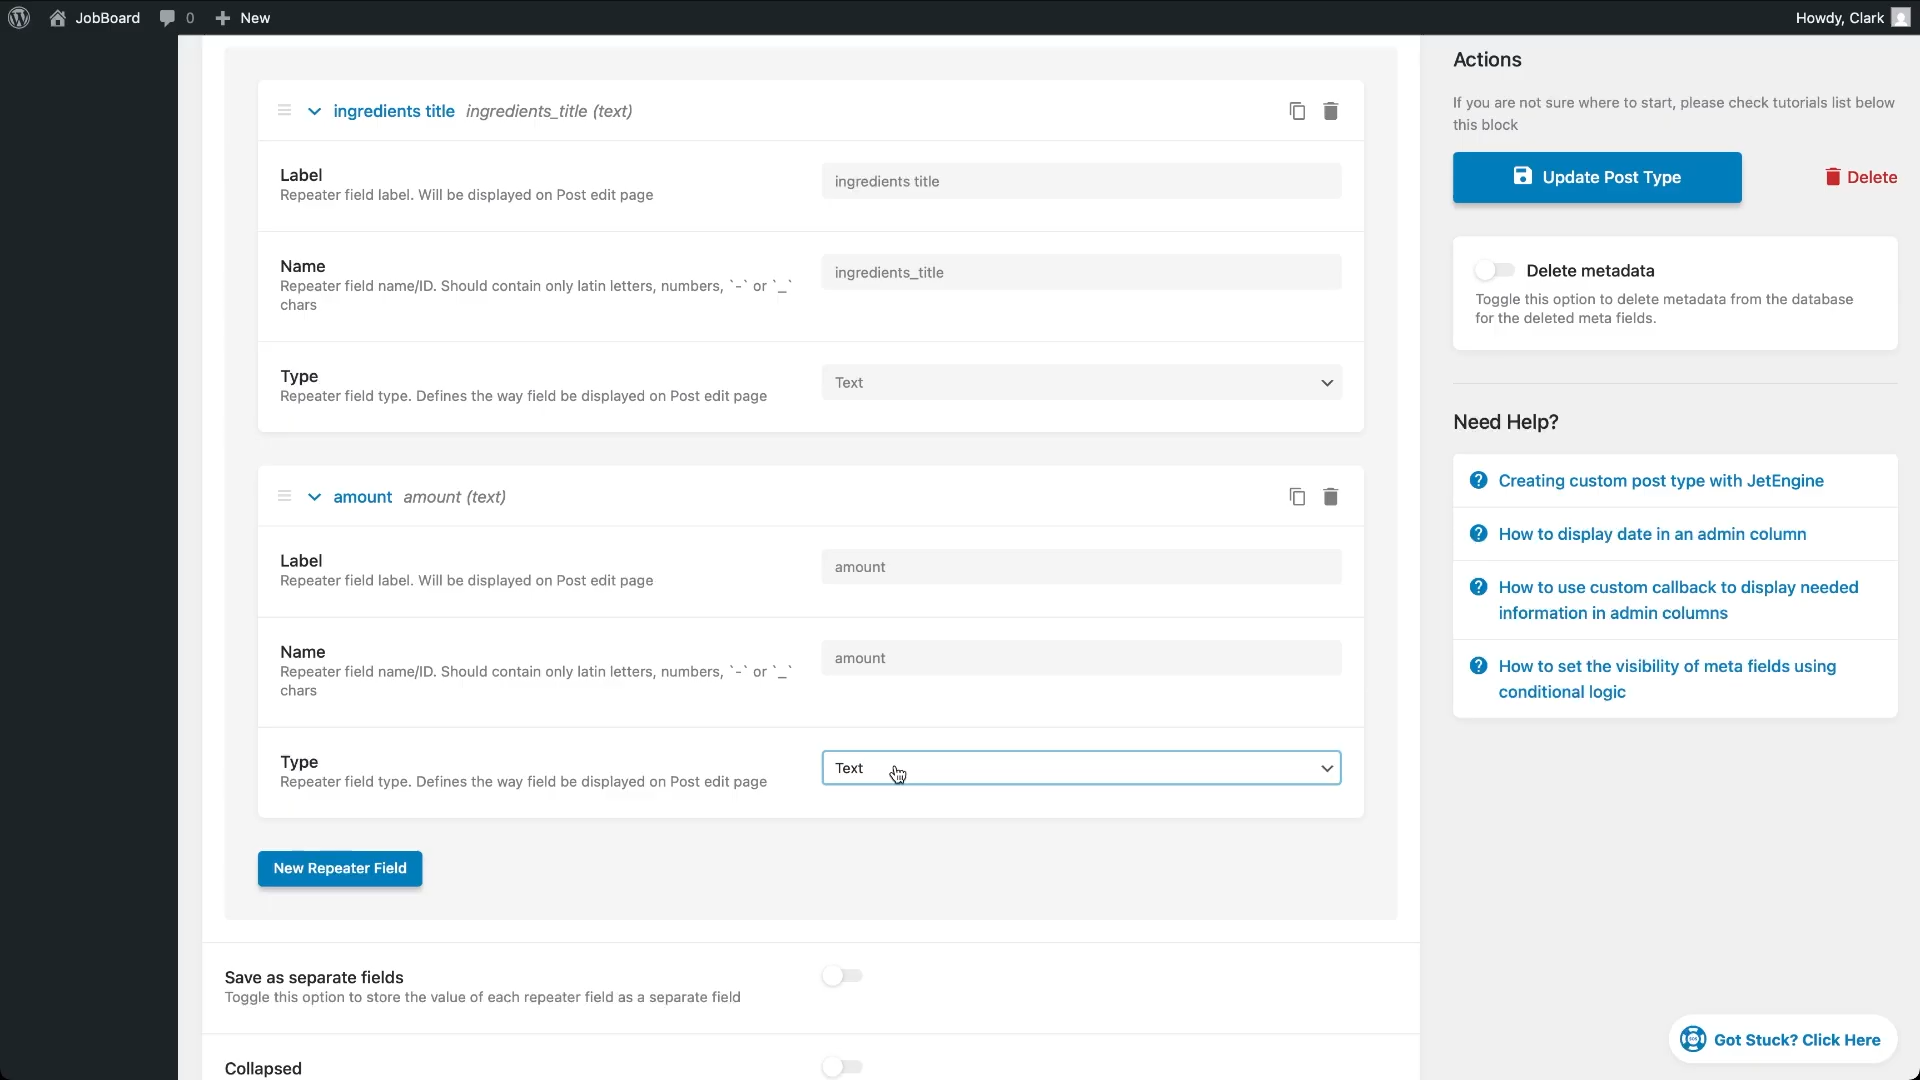 JobBoard 0 New Howdy, Clark
ingredients title ingredients_title (text)
Label
Repeater field label. Will be displayed on Post edit page
ingredients title
Name
Repeater field name/ID. Should contain only latin letters, numbers, `-` or `_`
chars
ingredients_title
Type
Repeater field type. Defines the way field be displayed on Post edit page
Text
amount amount (text)
Label
Repeater field label. Will be displayed on Post edit page
amount
Name
Repeater field name/ID. Should contain only latin letters, numbers, `-` or `_`
chars
amount
Type
Repeater field type. Defines the way field be displayed on Post edit page
Text
New Repeater Field
Save as separate fields
Toggle this option to store the value of each repeater field as a separate field
Collapsed
Actions
If you are not sure where to start, please check tutorials list below
this block
Update Post Type
Delete
Delete metadata
Toggle this option to delete metadata from the database
for the deleted meta fields.
Need Help?
Creating custom post type with JetEngine
How to display date in an admin column
How to use custom callback to display needed
information in admin columns
How to set the visibility of meta fields using
conditional logic
Got Stuck? Click Here